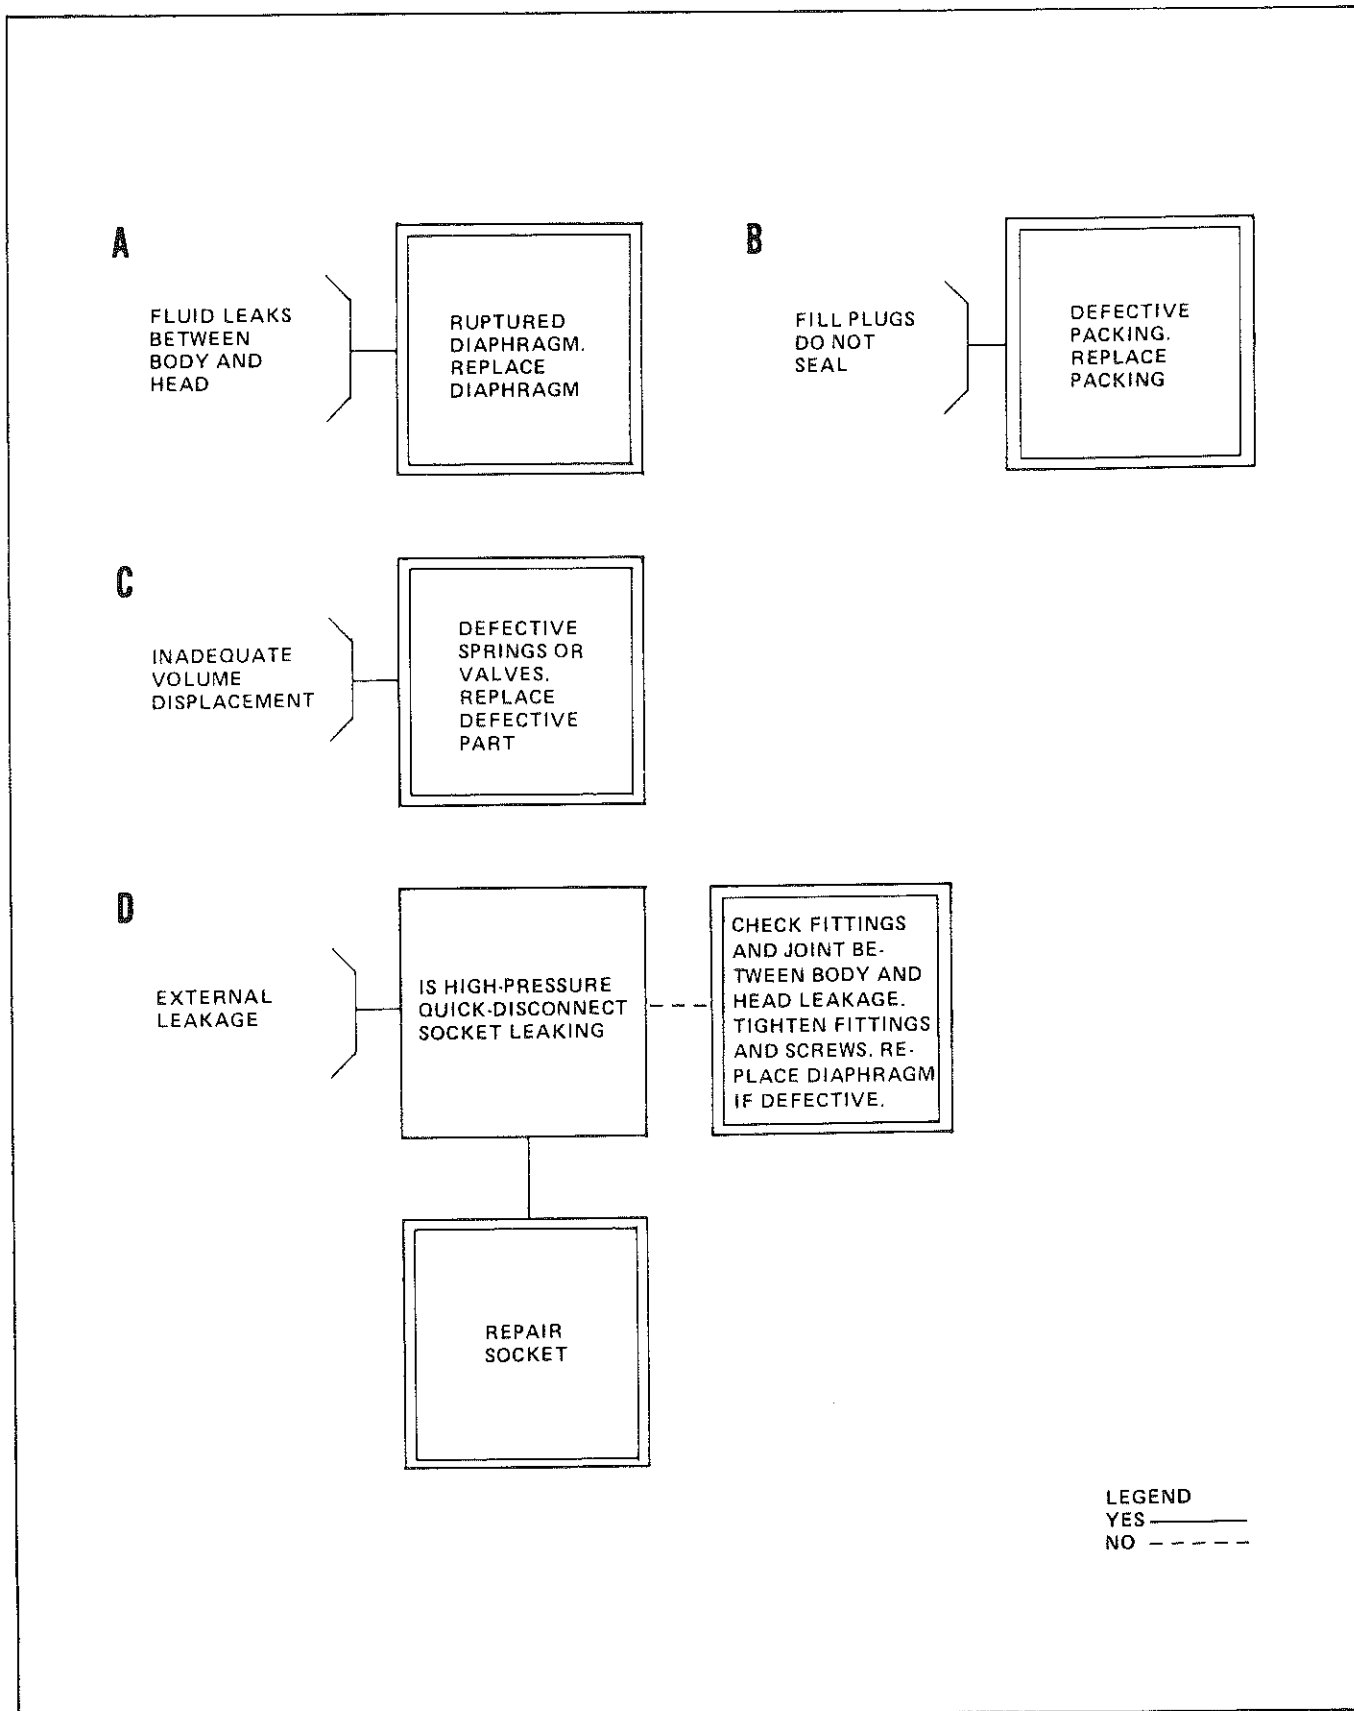 A
FLUID LEAKS
BETWEEN
BODY AND
HEAD
RUPTURED
DIAPHRAGM.
REPLACE
DIAPHRAGM
B
FILL PLUGS
DO NOT
SEAL
DEFECTIVE
PACKING.
REPLACE
PACKING
C
INADEQUATE
VOLUME
DISPLACEMENT
DEFECTIVE
SPRINGS OR
VALVES.
REPLACE
DEFECTIVE
PART
D
EXTERNAL
LEAKAGE
IS HIGH-PRESSURE
QUICK-DISCONNECT
SOCKET LEAKING
CHECK FITTINGS
AND JOINT BE-
TWEEN BODY AND
HEAD LEAKAGE.
TIGHTEN FITTINGS
AND SCREWS. RE-
PLACE DIAPHRAGM
IF DEFECTIVE.
REPAIR
SOCKET
LEGEND
YES
NO